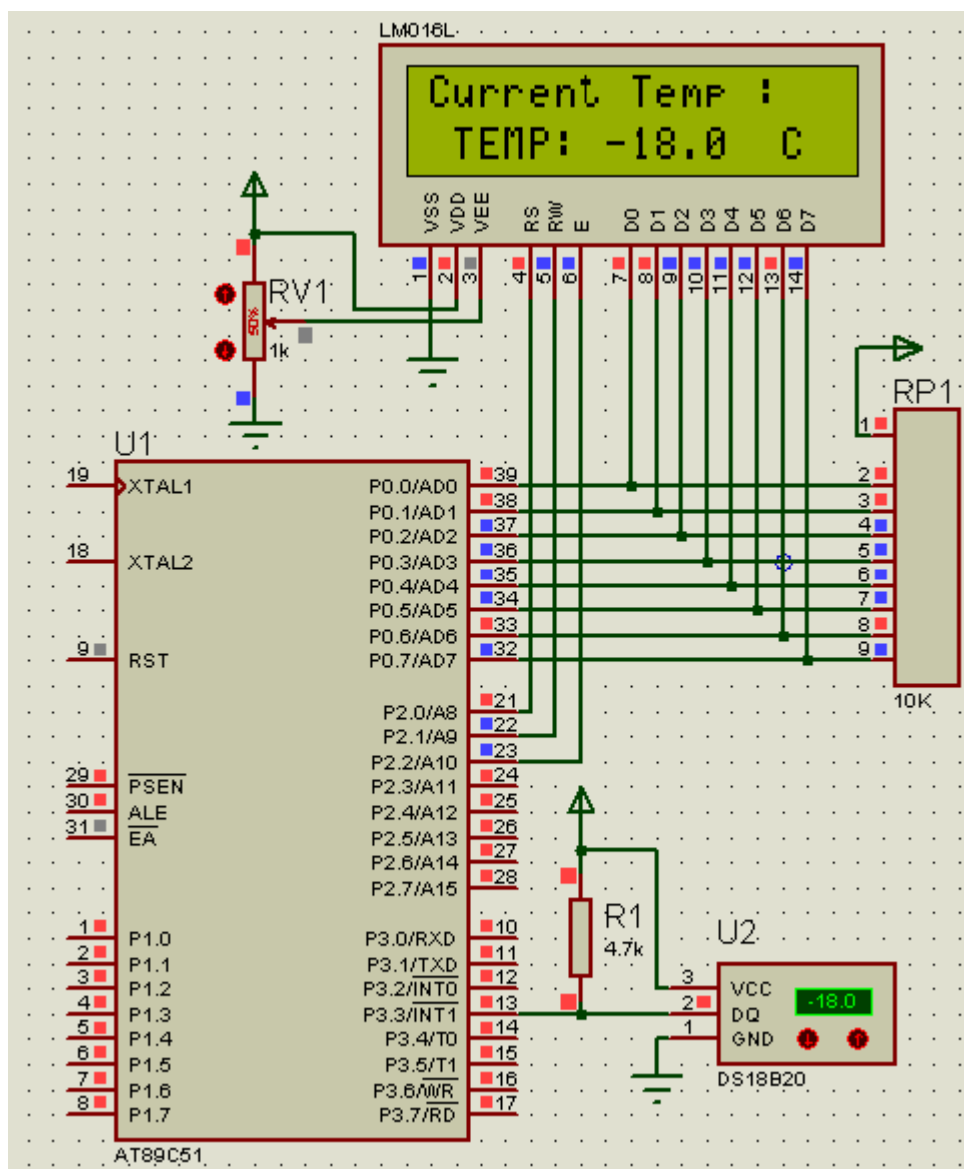 LM016L
Current Temp :
TEMP: -18.0 C
VSS VDD VEE RS RW E D0 D1 D2 D3 D4 D5 D6 D7
1 2 3 4 5 6 7 8 9 10 11 12 13 14
RV1
50%
1k
RP1
1
2
3
4
5
6
7
8
9
10K
U1
19 XTAL1 P0.0/AD0 39
P0.1/AD1 38
P0.2/AD2 37
18 XTAL2 P0.3/AD3 36
P0.4/AD4 35
P0.5/AD5 34
P0.6/AD6 33
9 RST P0.7/AD7 32
P2.0/A8 21
P2.1/A9 22
P2.2/A10 23
29 PSEN P2.3/A11 24
30 ALE P2.4/A12 25
31 EA P2.5/A13 26
P2.6/A14 27
P2.7/A15 28
1 P1.0 P3.0/RXD 10
2 P1.1 P3.1/TXD 11
3 P1.2 P3.2/INT0 12
4 P1.3 P3.3/INT1 13
5 P1.4 P3.4/T0 14
6 P1.5 P3.5/T1 15
7 P1.6 P3.6/WR 16
8 P1.7 P3.7/RD 17
AT89C51
R1
4.7k
U2
3 VCC -18.0
2 DQ
1 GND
DS18B20